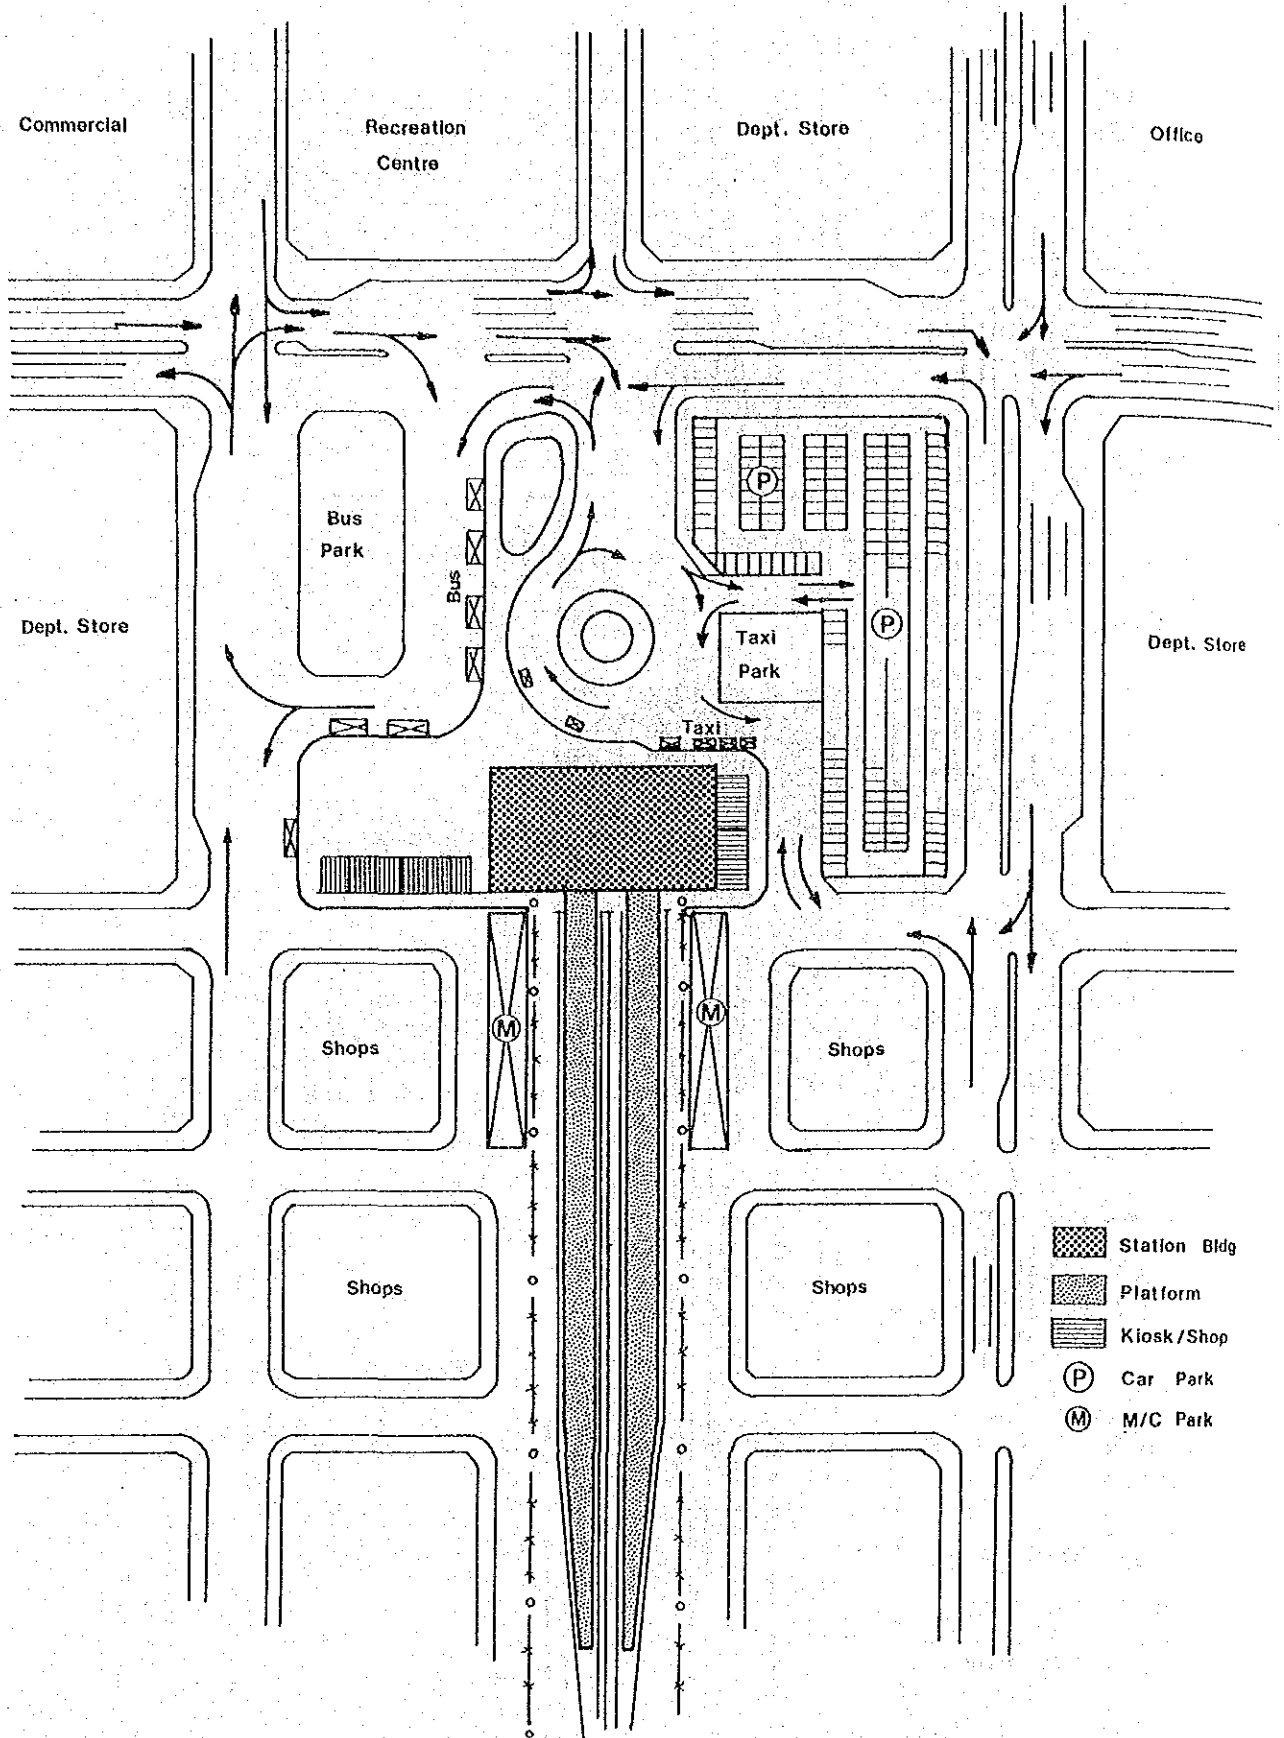 Commercial
Recreation
Centre
Dept. Store
Office
P
Bus
Park
Bus
Dept. Store
P
Taxi
Park
Dept. Store
Taxi
M
M
Shops
Shops
Shops
Shops
Station Bldg
Platform
Kiosk/Shop
P Car Park
M M/C Park